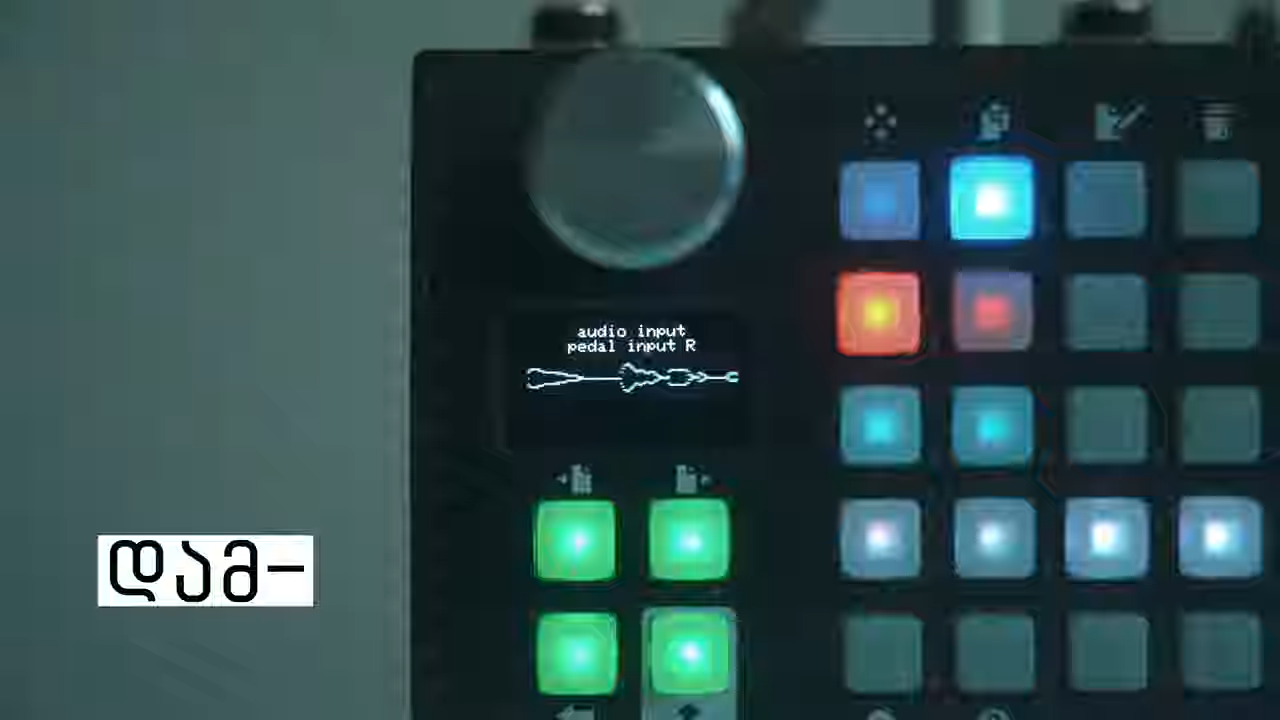 audio input
pedal input R
დამ–